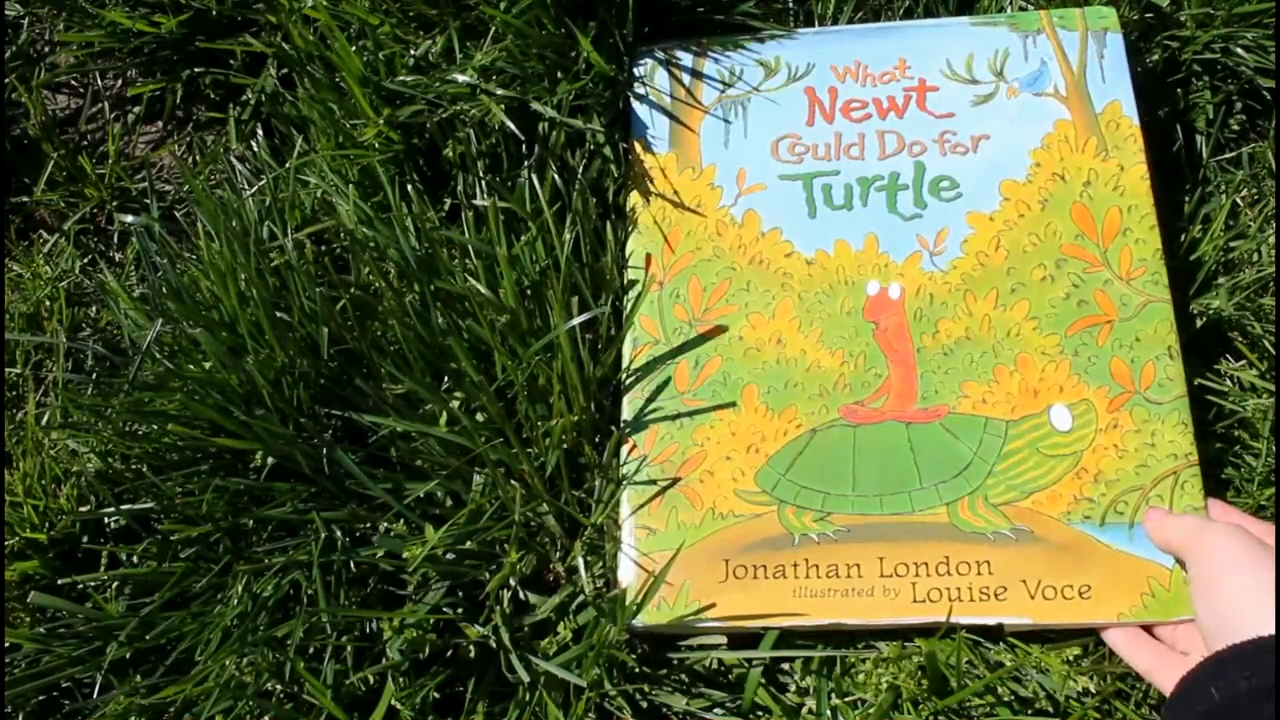 What
Newt
Could Do for
Turtle
Jonathan London
illustrated by Louise Voce